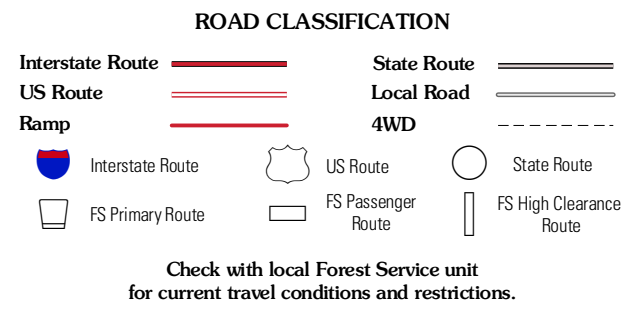 ROAD CLASSIFICATION
Interstate Route
State Route
US Route
Local Road
Ramp
4WD
Interstate Route
US Route
State Route
FS Primary Route
FS Passenger
Route
FS High Clearance
Route
Check with local Forest Service unit
for current travel conditions and restrictions.